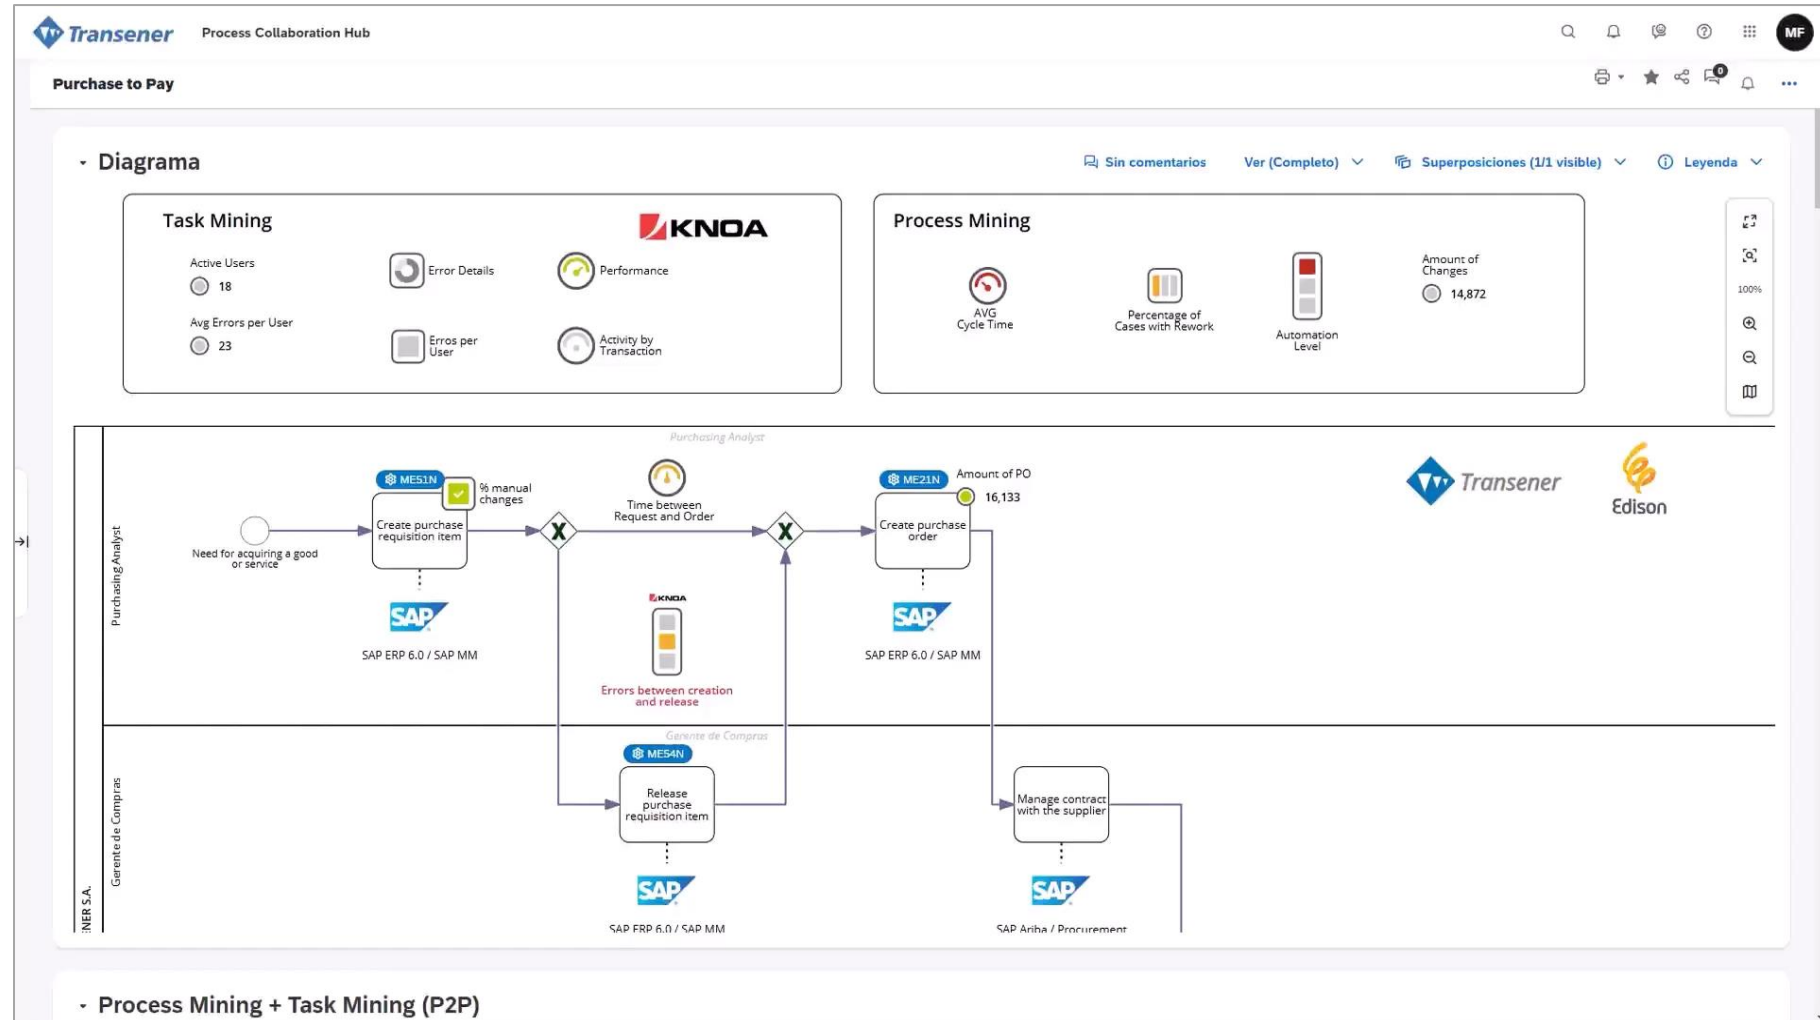 Transener
Process Collaboration Hub
MF
Purchase to Pay
0
Diagrama
Sin comentarios
Ver (Completo)
Superposiciones (1/1 visible)
Leyenda
Task Mining
KNOA
Active Users
18
Avg Errors per User
23
Error Details
Erros per
User
Performance
Activity by
Transaction
Process Mining
AVG
Cycle Time
Percentage of
Cases with Rework
Automation
Level
Amount of
Changes
14,872
100%
Purchasing Analyst
Purchasing Analyst
Need for acquiring a good
or service
ME51N
% manual
changes
Create purchase
requisition item
SAP
SAP ERP 6.0 / SAP MM
X
Time between
Request and Order
X
KNOA
Errors between creation
and release
ME21N
Amount of PO
16,133
Create purchase
order
SAP
SAP ERP 6.0 / SAP MM
Transener
Edison
Gerente de Compras
Gerente de Compras
NER S.A.
ME54N
Release
purchase
requisition item
SAP
SAP ERP 6.0 / SAP MM
Manage contract
with the supplier
SAP
SAP Ariba / Procurement
Process Mining + Task Mining (P2P)